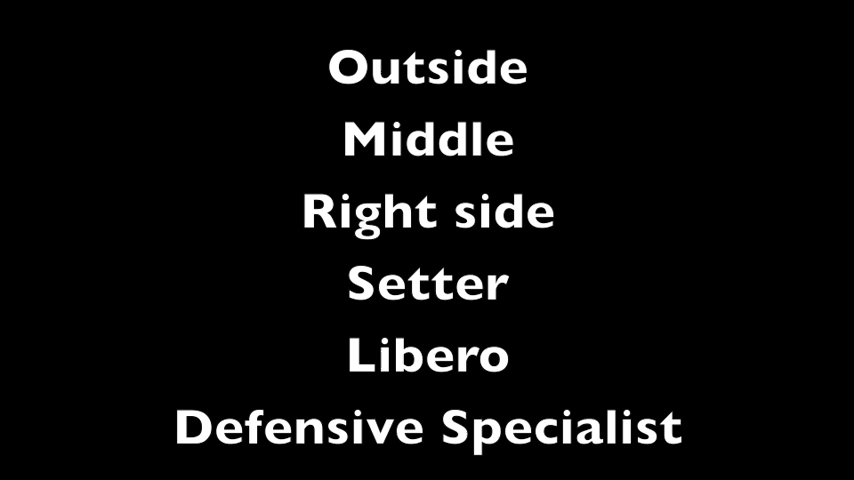 Outside
Middle
Right side
Setter
Libero
Defensive Specialist